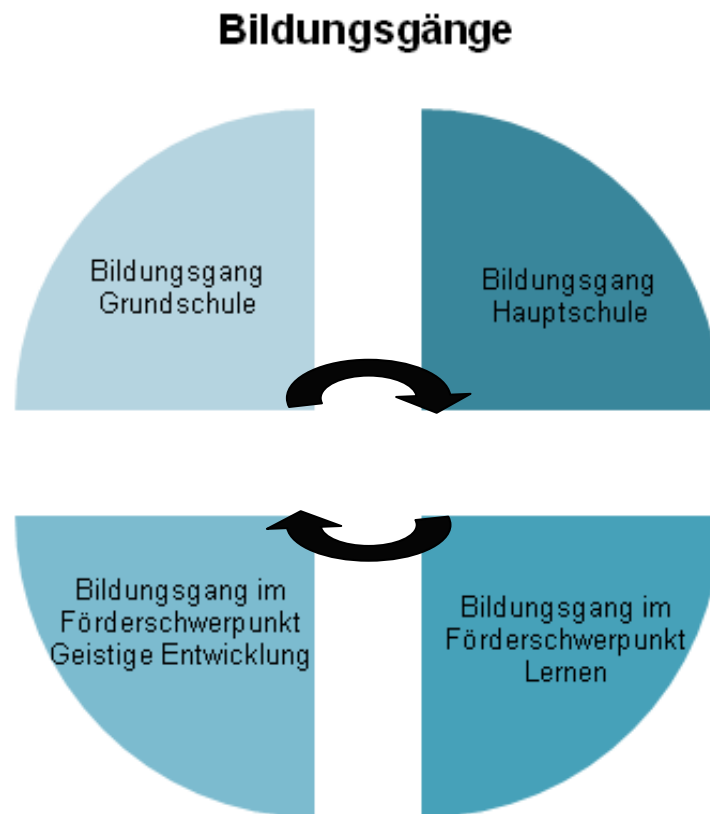 Bildungsgänge
Bildungsgang
Grundschule
Bildungsgang
Hauptschule
Bildungsgang im
Förderschwerpunkt
Geistige Entwicklung
Bildungsgang im
Förderschwerpunkt
Lernen